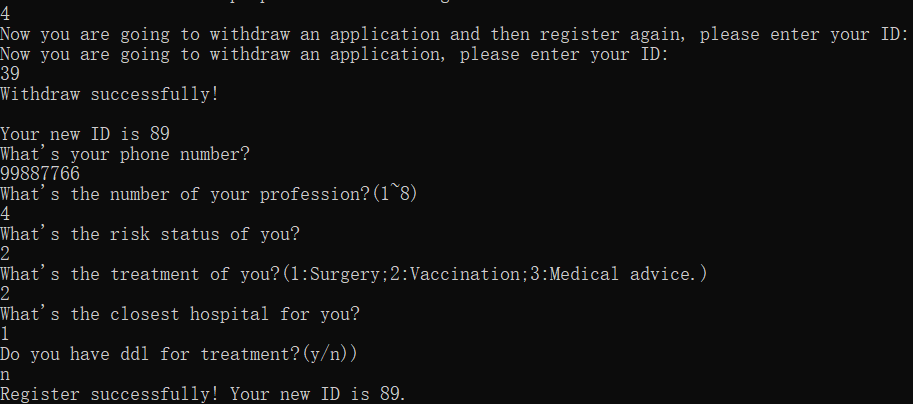 4
Now you are going to withdraw an application and then register again, please enter your ID:
Now you are going to withdraw an application, please enter your ID:
39
Withdraw successfully!
Your new ID is 89
What's your phone number?
99887766
What's the number of your profession?(1~8)
4
What's the risk status of you?
2
What's the treatment of you?(1:Surgery;2:Vaccination;3:Medical advice.)
2
What's the closest hospital for you?
1
Do you have ddl for treatment?(y/n))
n
Register successfully! Your new ID is 89.